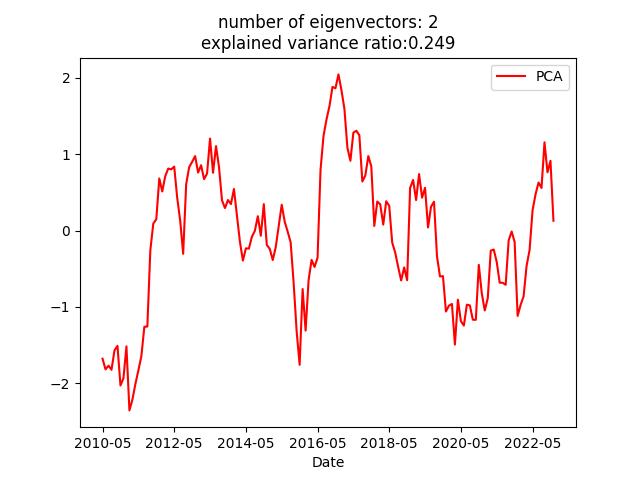 number of eigenvectors: 2
explained variance ratio:0.249
PCA
2
1
0
−1
−2
2010-05 2012-05 2014-05 2016-05 2018-05 2020-05 2022-05
Date